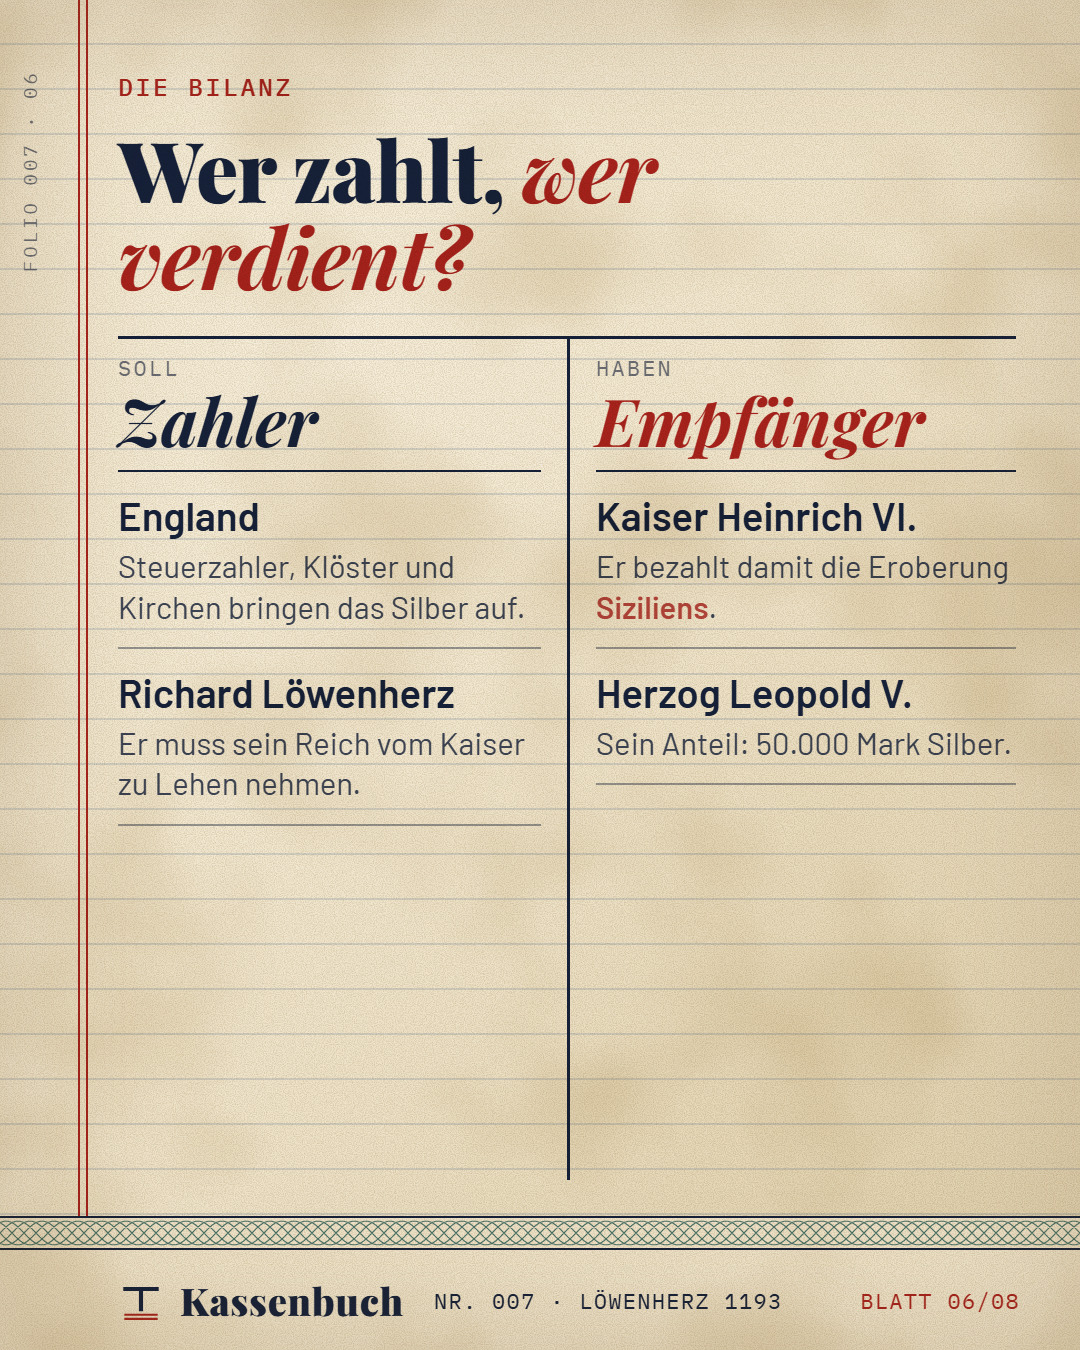 FOLIO 007 · 06
DIE BILANZ
Wer zahlt, wer
verdient?
SOLL
Zahler
England
Steuerzahler, Klöster und
Kirchen bringen das Silber auf.
Richard Löwenherz
Er muss sein Reich vom Kaiser
zu Lehen nehmen.
HABEN
Empfänger
Kaiser Heinrich VI.
Er bezahlt damit die Eroberung
Siziliens.
Herzog Leopold V.
Sein Anteil: 50.000 Mark Silber.
Kassenbuch
NR. 007 · LÖWENHERZ 1193
BLATT 06/08